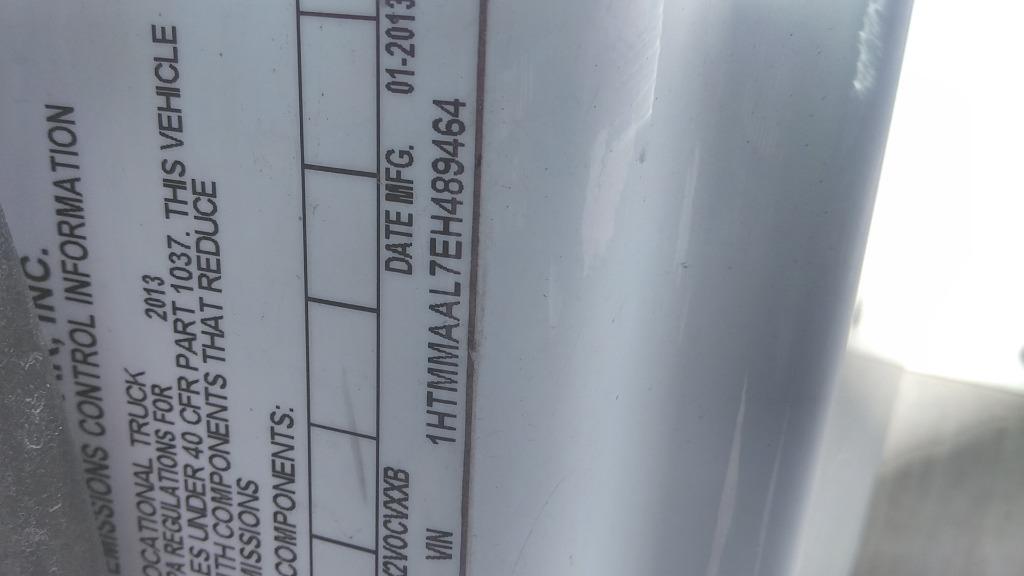 INC.
EMISSIONS CONTROL INFORMATION
OCATIONAL TRUCK
PA REGULATIONS FOR 2013
ES UNDER 40 CFR PART 1037. THIS VEHICLE
ITH COMPONENTS THAT REDUCE
MISSIONS
COMPONENTS:
2VOCVXXB DATE MFG. 01-2013
VIN 1HTMMAAL7EH489464